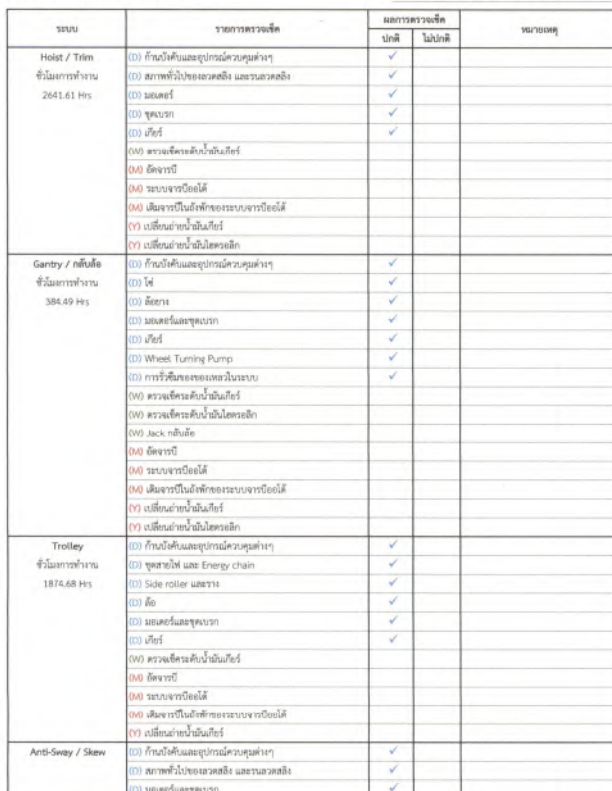 ระบบ รายการตรวจเช็ค ผลการตรวจเช็ค หมายเหตุ
ปกติ ไม่ปกติ
Hoist / Trim (D) ก้านบังคับและอุปกรณ์ควบคุมต่างๆ ✓
ชั่วโมงการทำงาน (D) สภาพทั่วไปของลวดสลิง และรนลวดสลิง ✓
2641.61 Hrs (D) มอเตอร์ ✓
(D) ชุดเบรก ✓
(D) เกียร์ ✓
(W) ตรวจเช็คระดับน้ำมันเกียร์
(M) อัดจารบี
(M) ระบบจารบีออโต้
(M) เติมจารบีในถังพักของระบบจารบีออโต้
(Y) เปลี่ยนถ่ายน้ำมันเกียร์
(Y) เปลี่ยนถ่ายน้ำมันไฮดรอลิก
Gantry / กลับล้อ (D) ก้านบังคับและอุปกรณ์ควบคุมต่างๆ ✓
ชั่วโมงการทำงาน (D) โซ่ ✓
384.49 Hrs (D) ล้อยาง ✓
(D) มอเตอร์และชุดเบรก ✓
(D) เกียร์ ✓
(D) Wheel Turning Pump ✓
(D) การรั่วซึมของของเหลวในระบบ ✓
(W) ตรวจเช็คระดับน้ำมันเกียร์
(W) ตรวจเช็คระดับน้ำมันไฮดรอลิก
(W) Jack กลับล้อ
(M) อัดจารบี
(M) ระบบจารบีออโต้
(M) เติมจารบีในถังพักของระบบจารบีออโต้
(Y) เปลี่ยนถ่ายน้ำมันเกียร์
(Y) เปลี่ยนถ่ายน้ำมันไฮดรอลิก
Trolley (D) ก้านบังคับและอุปกรณ์ควบคุมต่างๆ ✓
ชั่วโมงการทำงาน (D) ชุดสายไฟ และ Energy chain ✓
1874.68 Hrs (D) Side roller และราง ✓
(D) ล้อ ✓
(D) มอเตอร์และชุดเบรก ✓
(D) เกียร์ ✓
(W) ตรวจเช็คระดับน้ำมันเกียร์
(M) อัดจารบี
(M) ระบบจารบีออโต้
(M) เติมจารบีในถังพักของระบบจารบีออโต้
(Y) เปลี่ยนถ่ายน้ำมันเกียร์
Anti-Sway / Skew (D) ก้านบังคับและอุปกรณ์ควบคุมต่างๆ ✓
(D) สภาพทั่วไปของลวดสลิง และรนลวดสลิง ✓
(D) มอเตอร์และชุดเบรก ✓